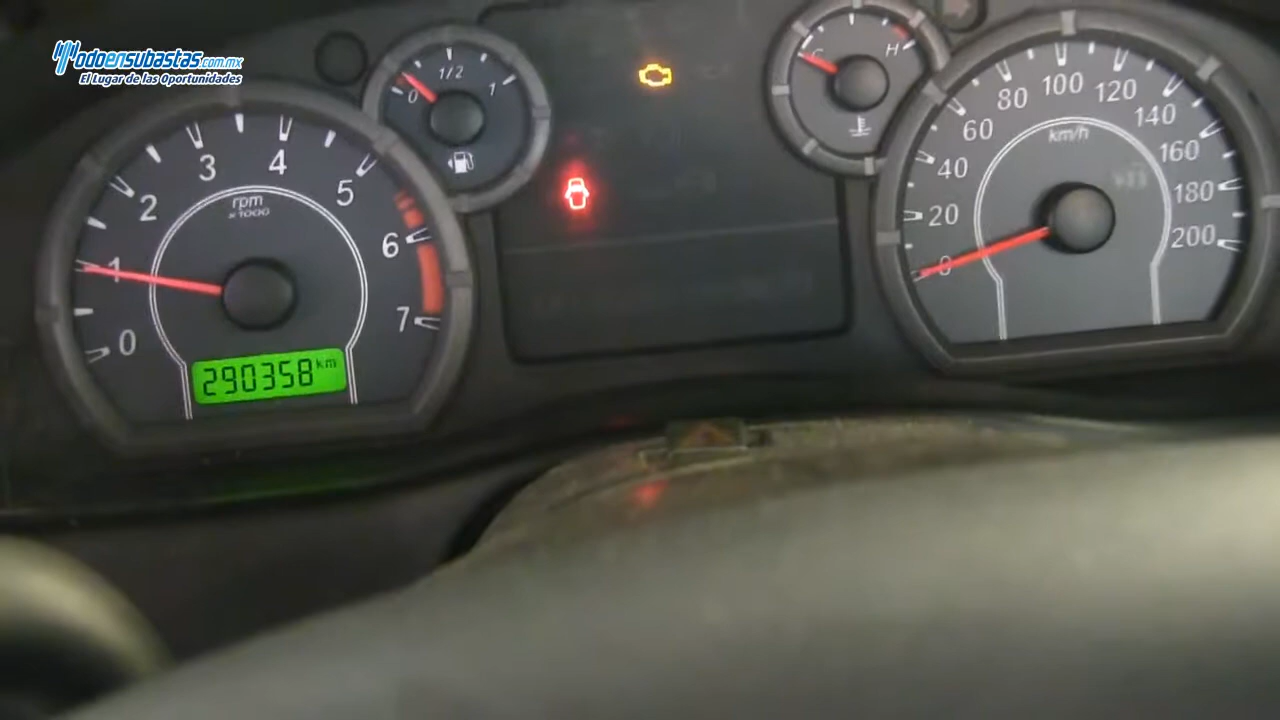 todoensubastas.com.mx
El Lugar de las Oportunidades
0 1/2 1
C H
0 1 2 3 4 5 6 7
rpm
x1000
290358 km
0 20 40 60 80 100 120 140 160 180 200
km/h